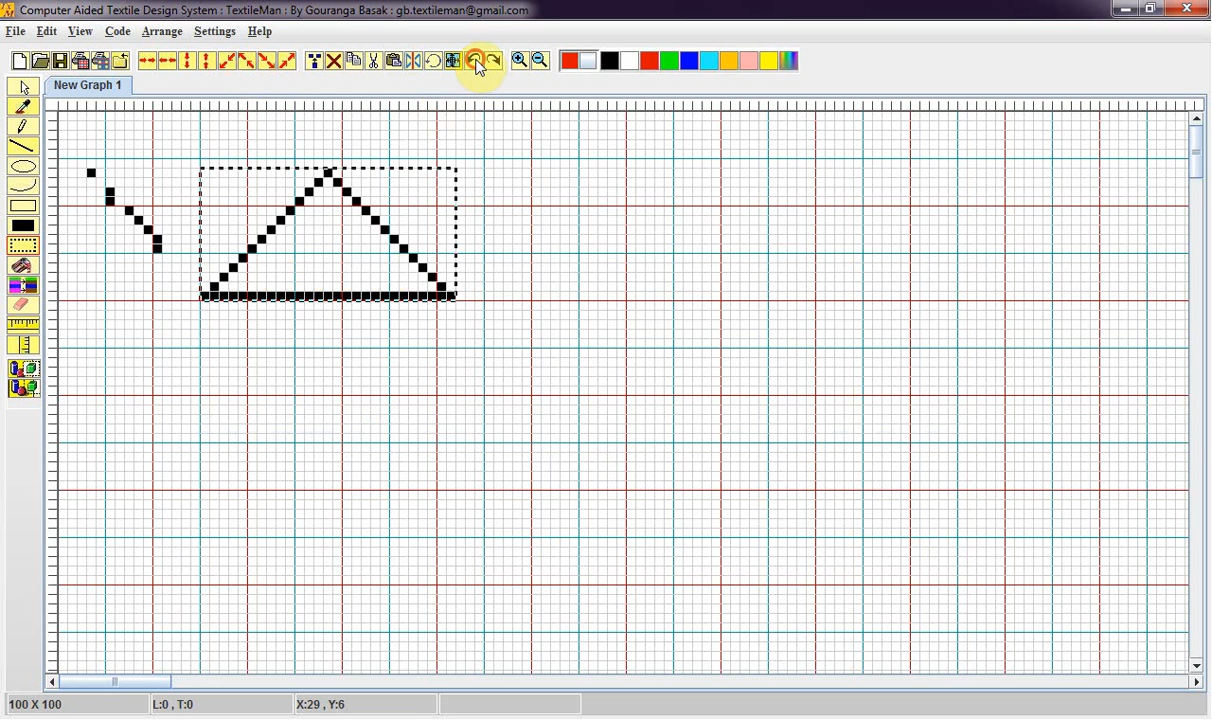 Computer Aided Textile Design System : TextileMan : By Gouranga Basak : gb.textileman@gmail.com
File Edit View Code Arrange Settings Help
New Graph 1
100 X 100 L:0 , T:0 X:29 , Y:6